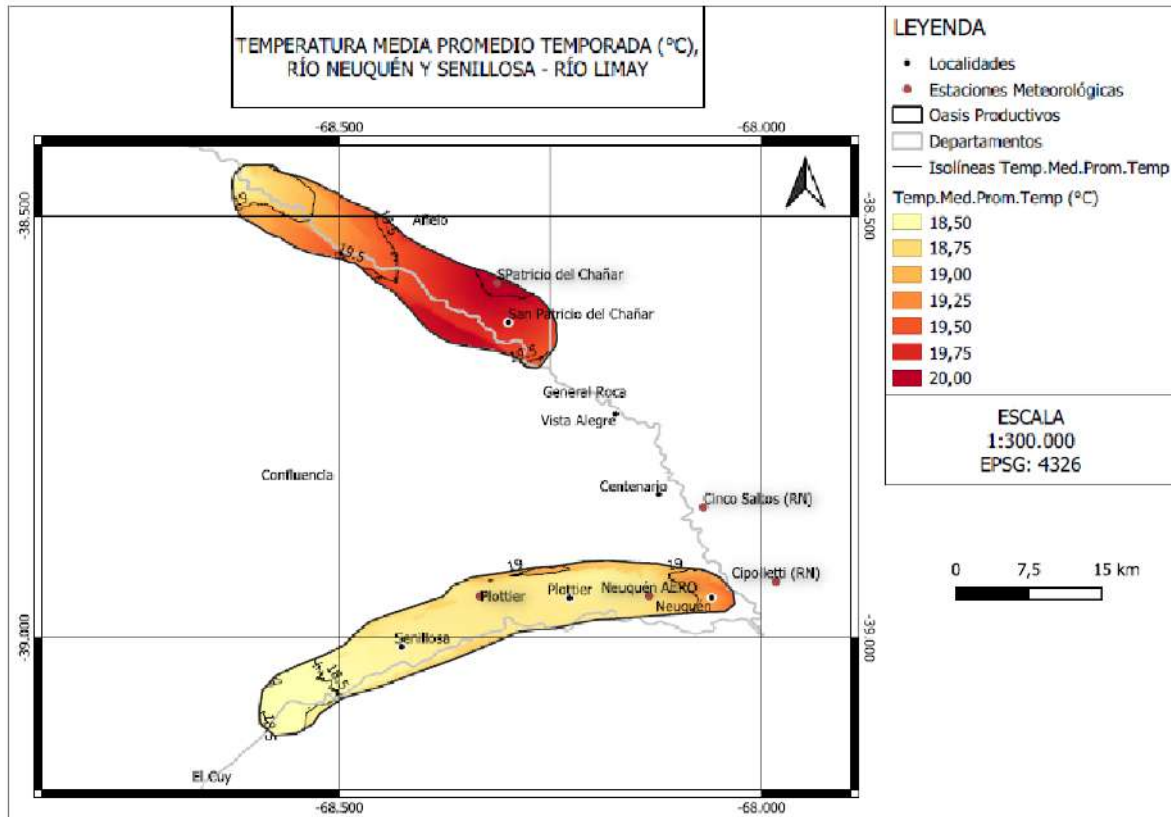 TEMPERATURA MEDIA PROMEDIO TEMPORADA (°C),
RÍO NEUQUÉN Y SENILLOSA - RÍO LIMAY
-68.500
-68.000
-38.500
-38.500
Añelo
19
19.5
19.5
SPatricio del Chañar
San Patricio del Chañar
19.5
General Roca
Vista Alegre
Confluencia
Centenario
Cinco Saltos (RN)
19
19
Cipolletti (RN)
Plottier
Plottier
Neuquén AERO
Neuquén
Senillosa
-39.000
-39.000
18.5
18.5
El Cuy
-68.500
-68.000
LEYENDA
Localidades
Estaciones Meteorológicas
Oasis Productivos
Departamentos
Isolíneas Temp.Med.Prom.Temp
Temp.Med.Prom.Temp (°C)
18,50
18,75
19,00
19,25
19,50
19,75
20,00
ESCALA
1:300.000
EPSG: 4326
0 7,5 15 km